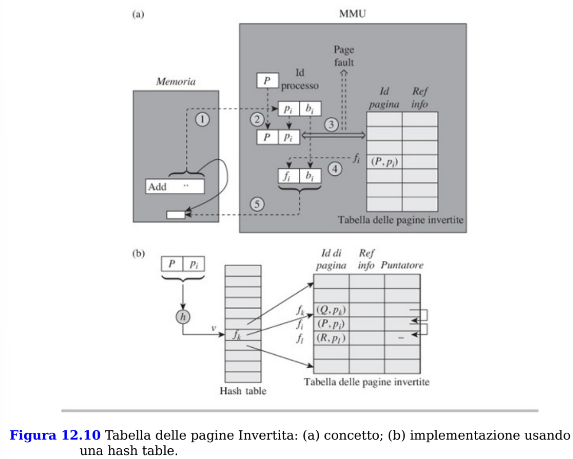 (a)
MMU
Memoria
Page
fault
P
Id
processo
Id
pagina
Ref
info
1
2
p_i b_i
3
P p_i
f_i
(P, p_i)
4
Add ..
f_i b_i
5
Tabella delle pagine invertite
(b)
P p_i
Id di
pagina
Ref
info
Puntatore
h
v
f_k
f_k (Q, p_k)
f_i (P, p_i)
f_l (R, p_l) –
Tabella delle pagine invertite
Hash table
Figura 12.10 Tabella delle pagine Invertita: (a) concetto; (b) implementazione usando
una hash table.